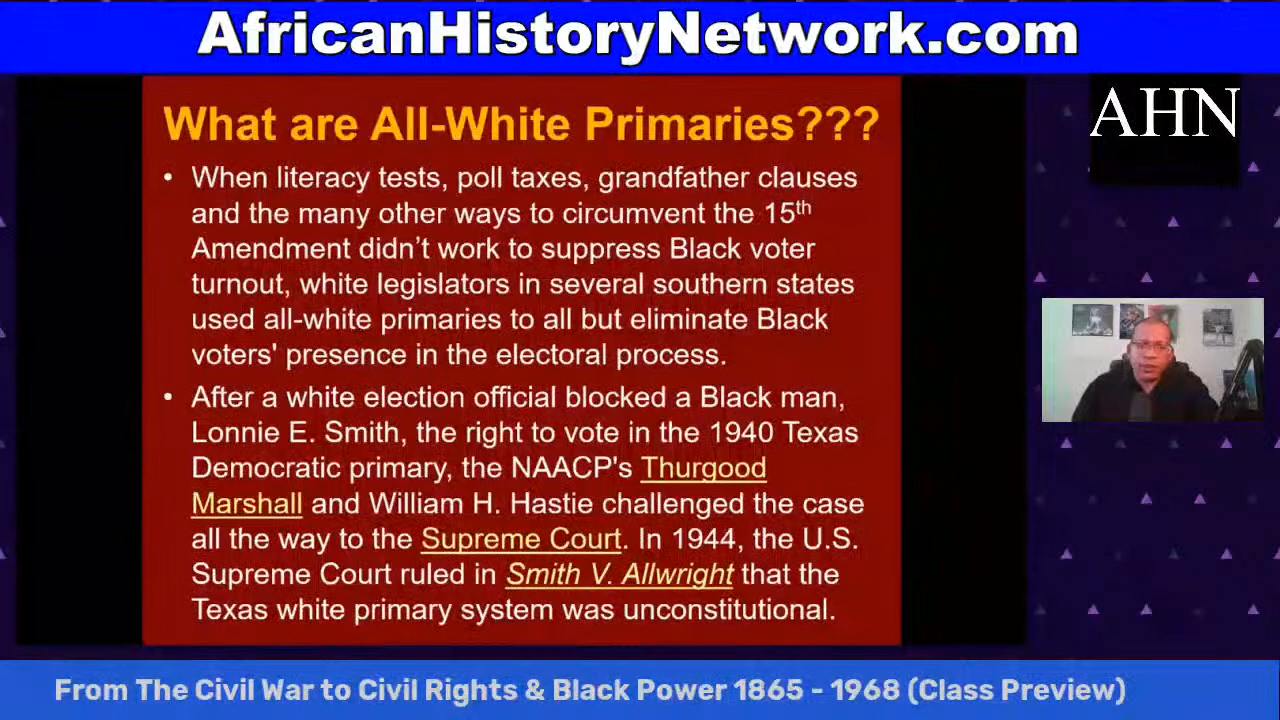 AfricanHistoryNetwork.com
AHN
What are All-White Primaries???
• When literacy tests, poll taxes, grandfather clauses
and the many other ways to circumvent the 15th
Amendment didn't work to suppress Black voter
turnout, white legislators in several southern states
used all-white primaries to all but eliminate Black
voters' presence in the electoral process.
• After a white election official blocked a Black man,
Lonnie E. Smith, the right to vote in the 1940 Texas
Democratic primary, the NAACP's Thurgood
Marshall and William H. Hastie challenged the case
all the way to the Supreme Court. In 1944, the U.S.
Supreme Court ruled in Smith V. Allwright that the
Texas white primary system was unconstitutional.
From The Civil War to Civil Rights & Black Power 1865 - 1968 (Class Preview)